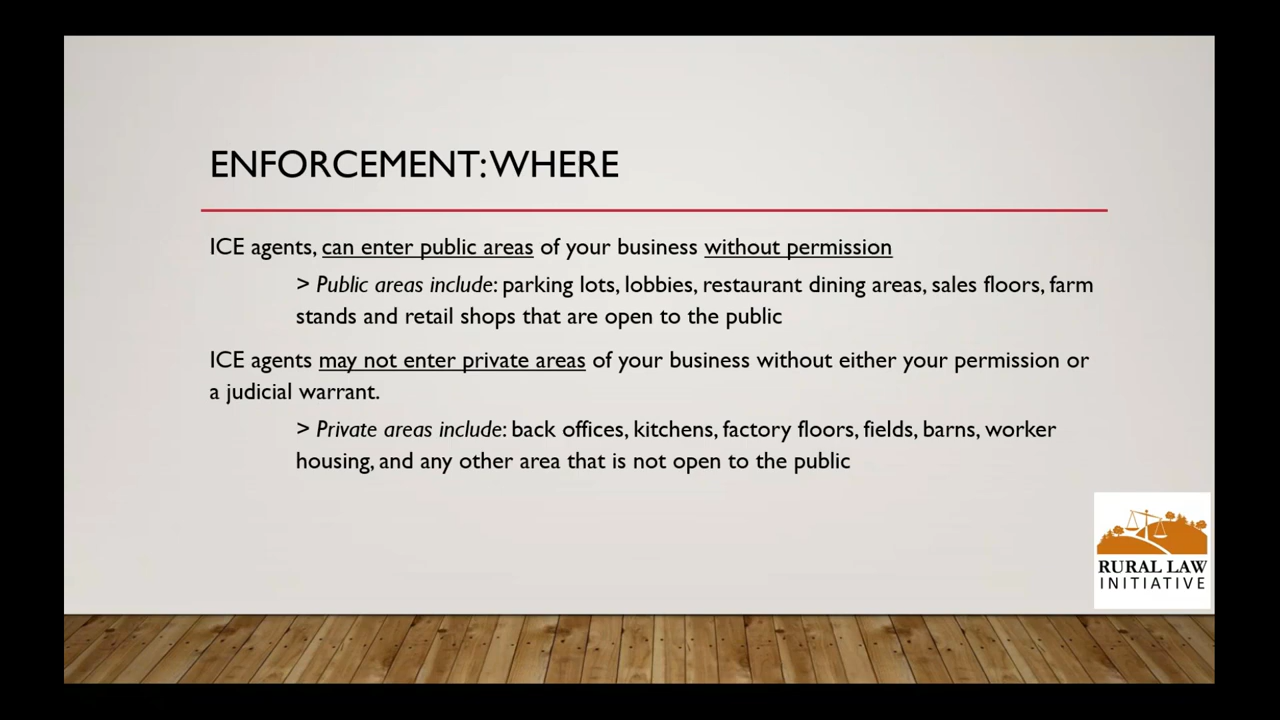 ENFORCEMENT: WHERE
ICE agents, can enter public areas of your business without permission
> Public areas include: parking lots, lobbies, restaurant dining areas, sales floors, farm
stands and retail shops that are open to the public
ICE agents may not enter private areas of your business without either your permission or
a judicial warrant.
> Private areas include: back offices, kitchens, factory floors, fields, barns, worker
housing, and any other area that is not open to the public
RURAL LAW
INITIATIVE